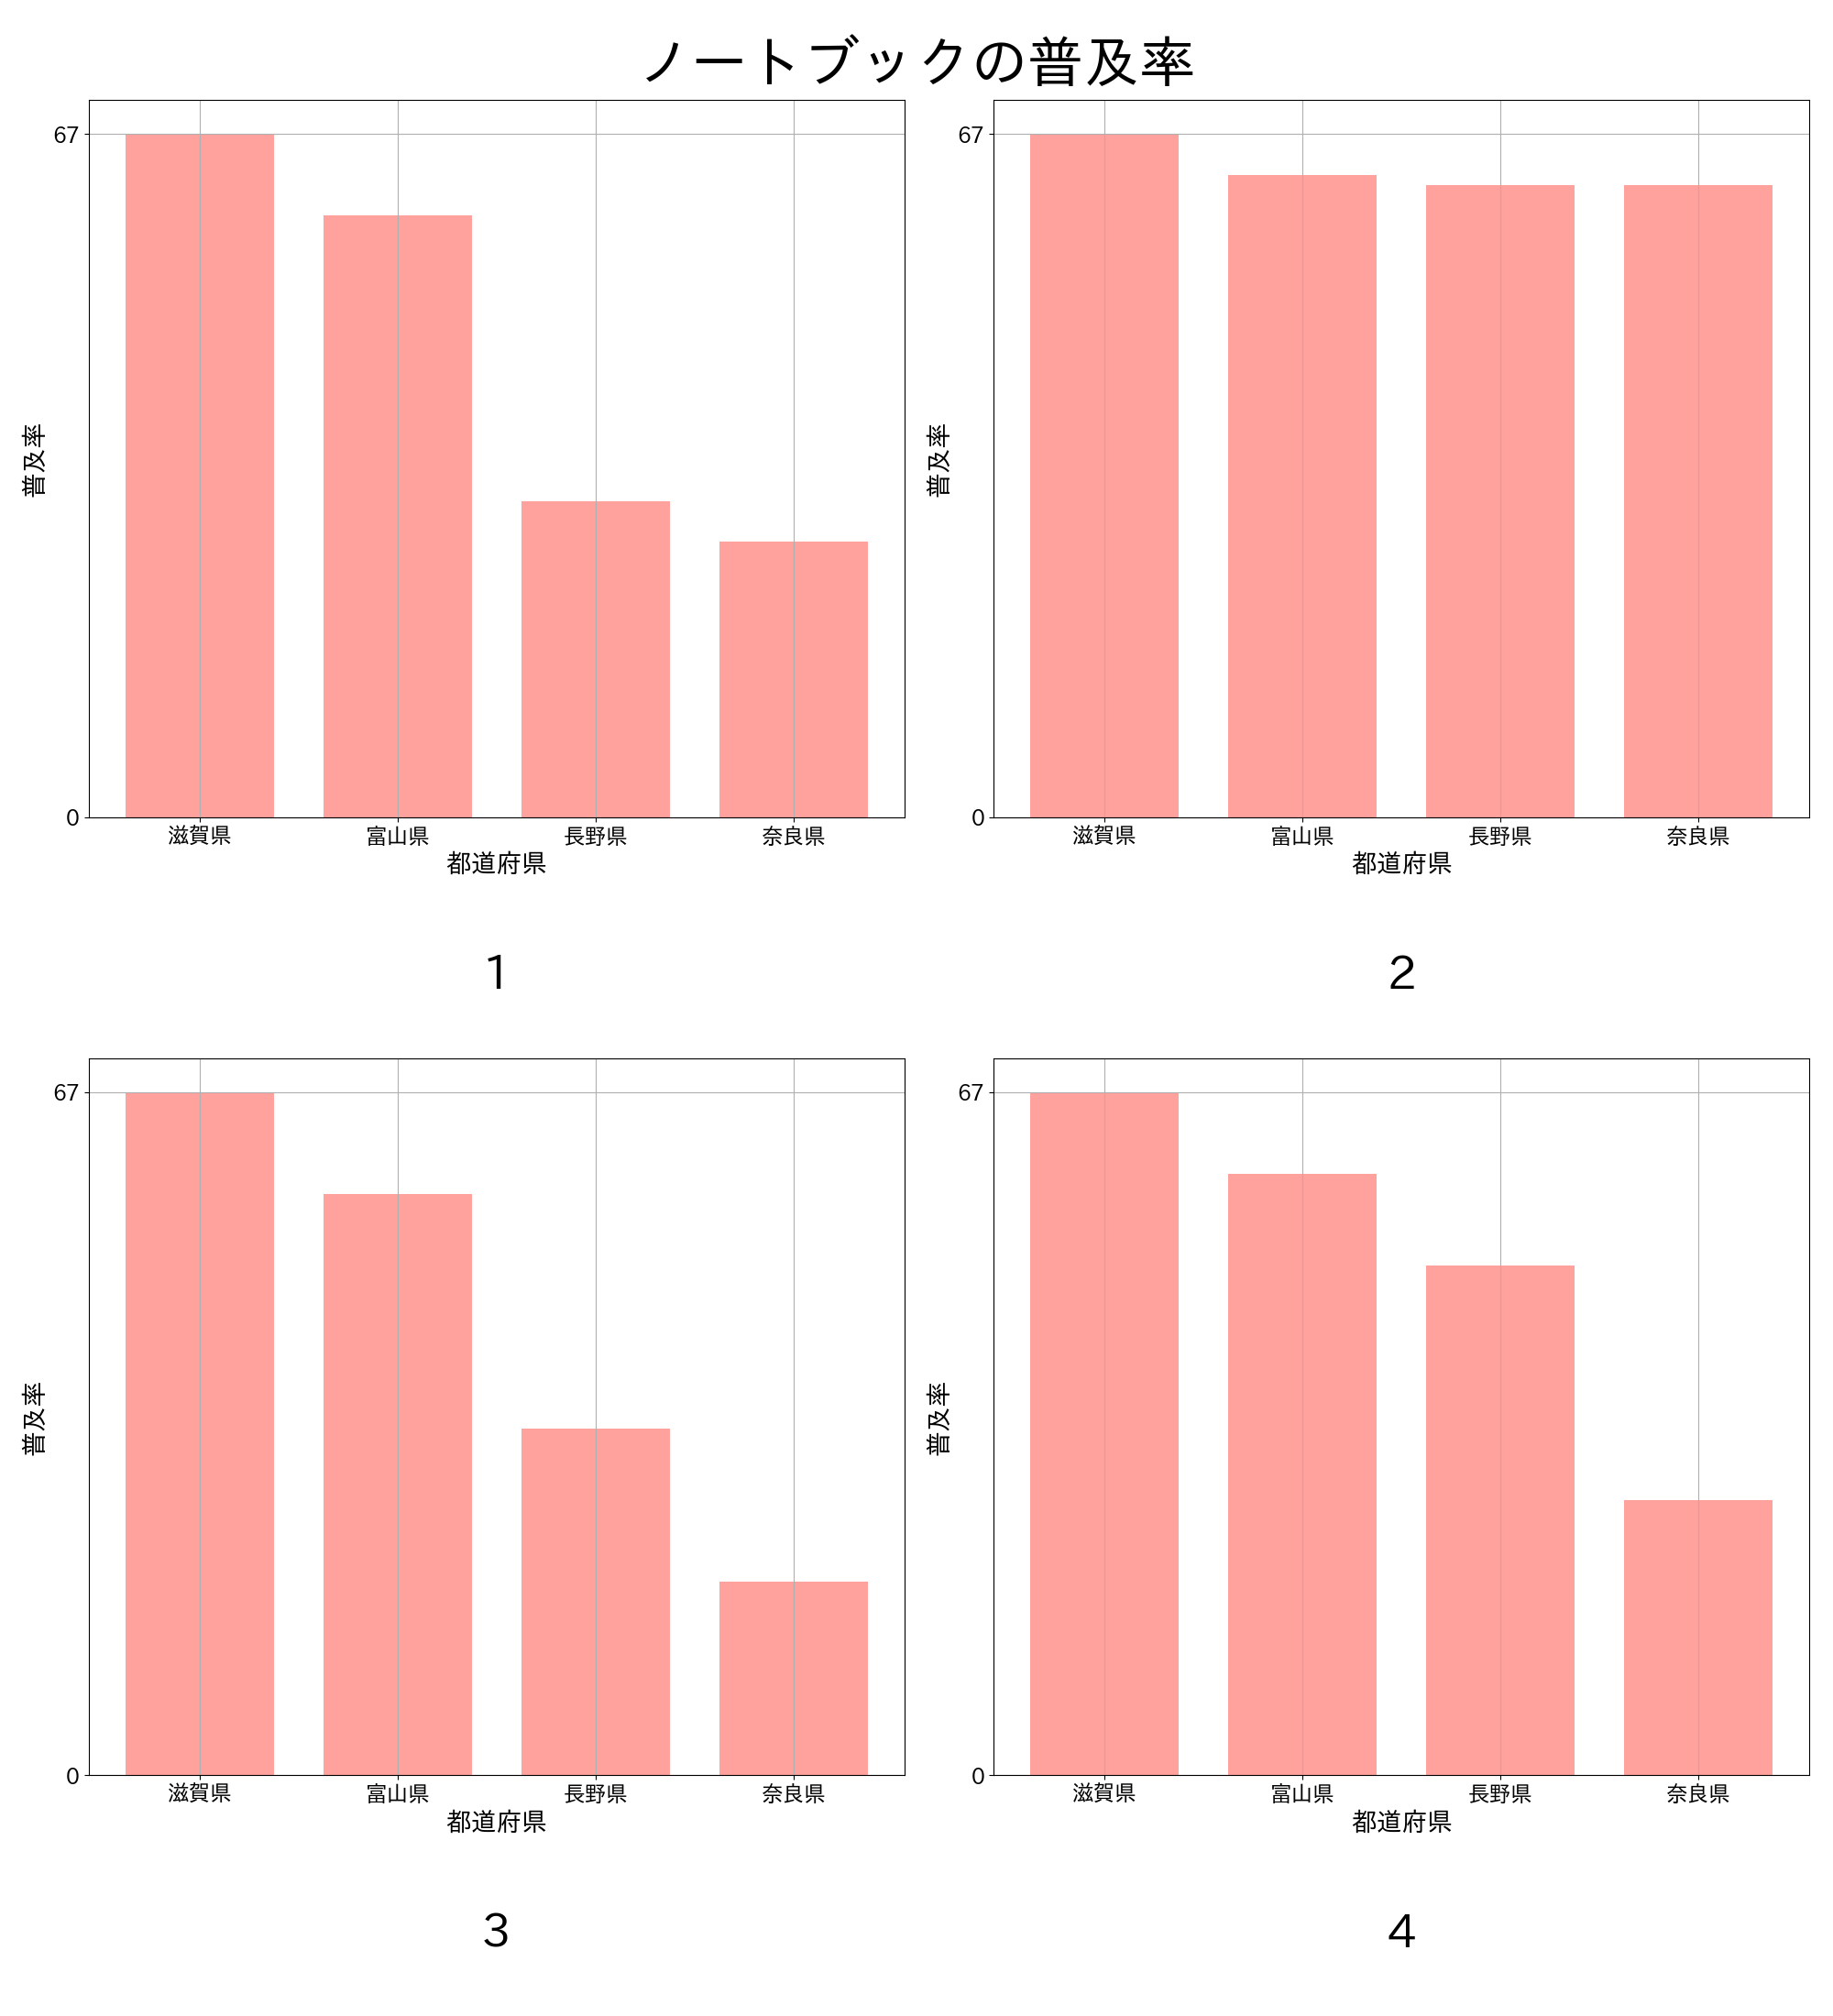 ノートブックの普及率
67
0
普及率
滋賀県 富山県 長野県 奈良県
都道府県
1
67
0
普及率
滋賀県 富山県 長野県 奈良県
都道府県
2
67
0
普及率
滋賀県 富山県 長野県 奈良県
都道府県
3
67
0
普及率
滋賀県 富山県 長野県 奈良県
都道府県
4